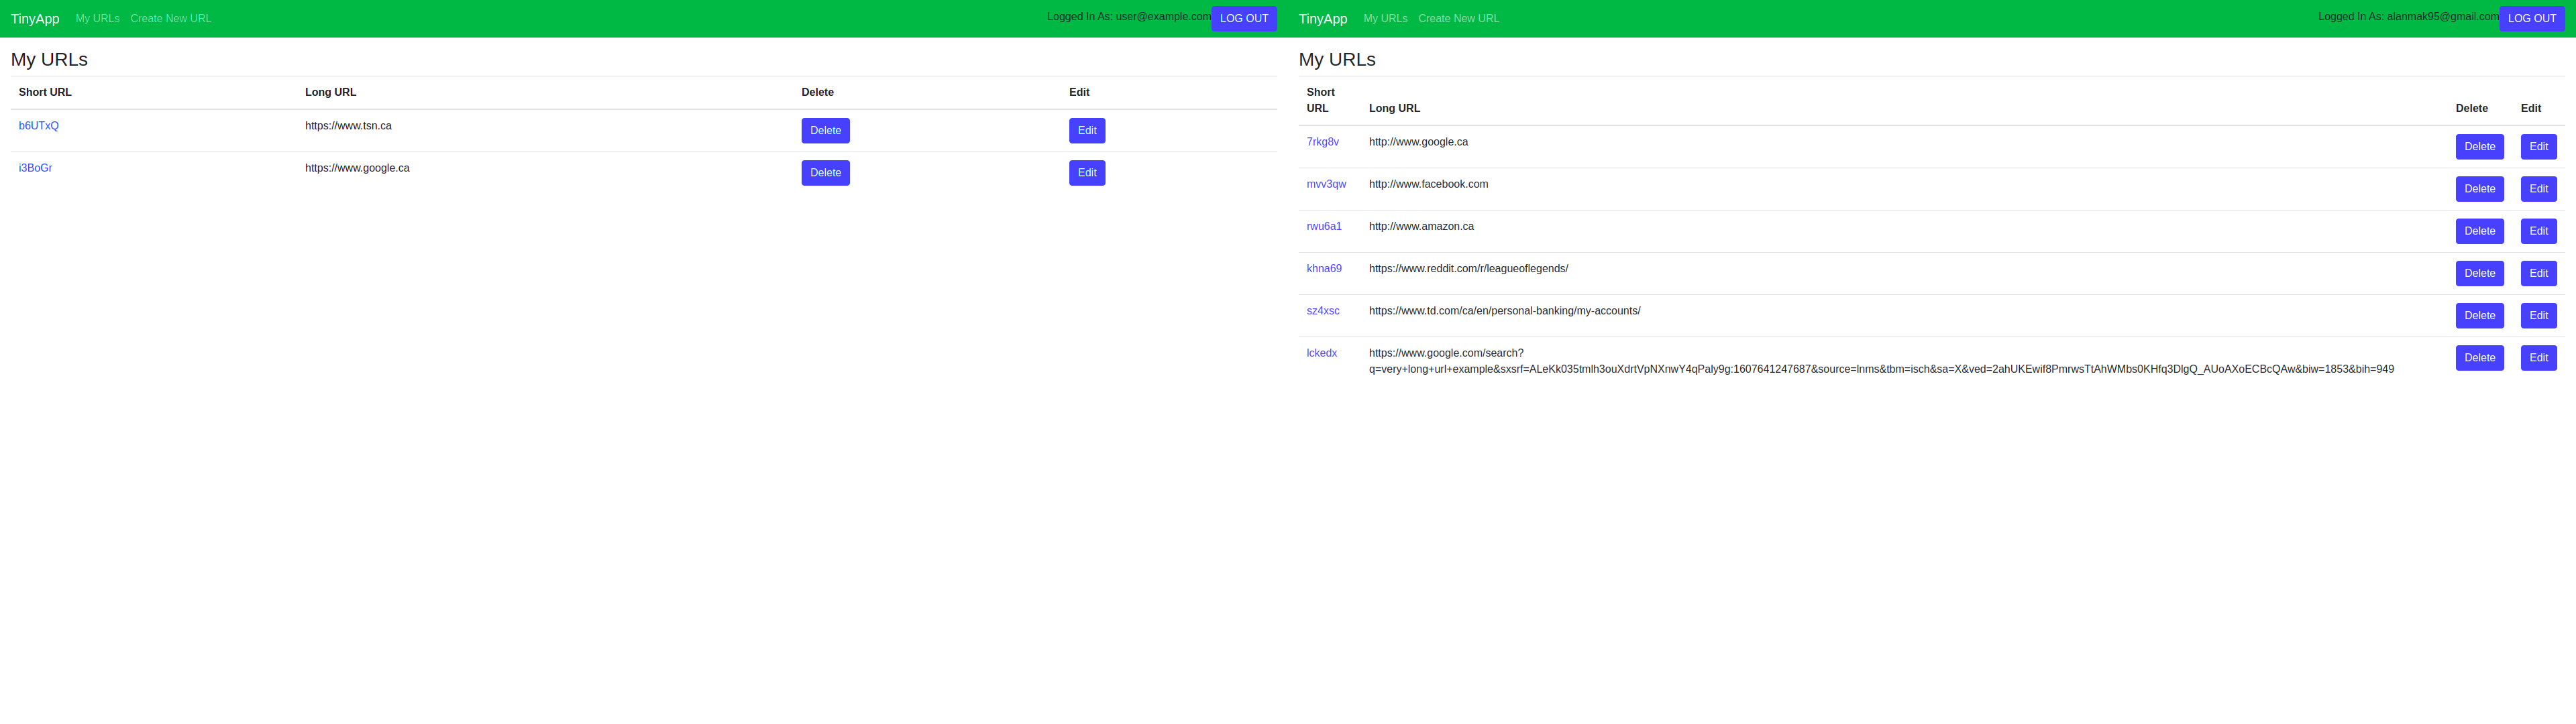 TinyApp My URLs Create New URL Logged In As: user@example.com LOG OUT
My URLs
Short URL Long URL Delete Edit
b6UTxQ https://www.tsn.ca Delete Edit
i3BoGr https://www.google.ca Delete Edit
TinyApp My URLs Create New URL Logged In As: alanmak95@gmail.com LOG OUT
My URLs
Short
URL Long URL Delete Edit
7rkg8v http://www.google.ca Delete Edit
mvv3qw http://www.facebook.com Delete Edit
rwu6a1 http://www.amazon.ca Delete Edit
khna69 https://www.reddit.com/r/leagueoflegends/ Delete Edit
sz4xsc https://www.td.com/ca/en/personal-banking/my-accounts/ Delete Edit
lckedx https://www.google.com/search? Delete Edit
q=very+long+url+example&sxsrf=ALeKk035tmlh3ouXdrtVpNXnwY4qPaly9g:1607641247687&source=lnms&tbm=isch&sa=X&ved=2ahUKEwif8PmrwsTtAhWMbs0KHfq3DlgQ_AUoAXoECBcQAw&biw=1853&bih=949